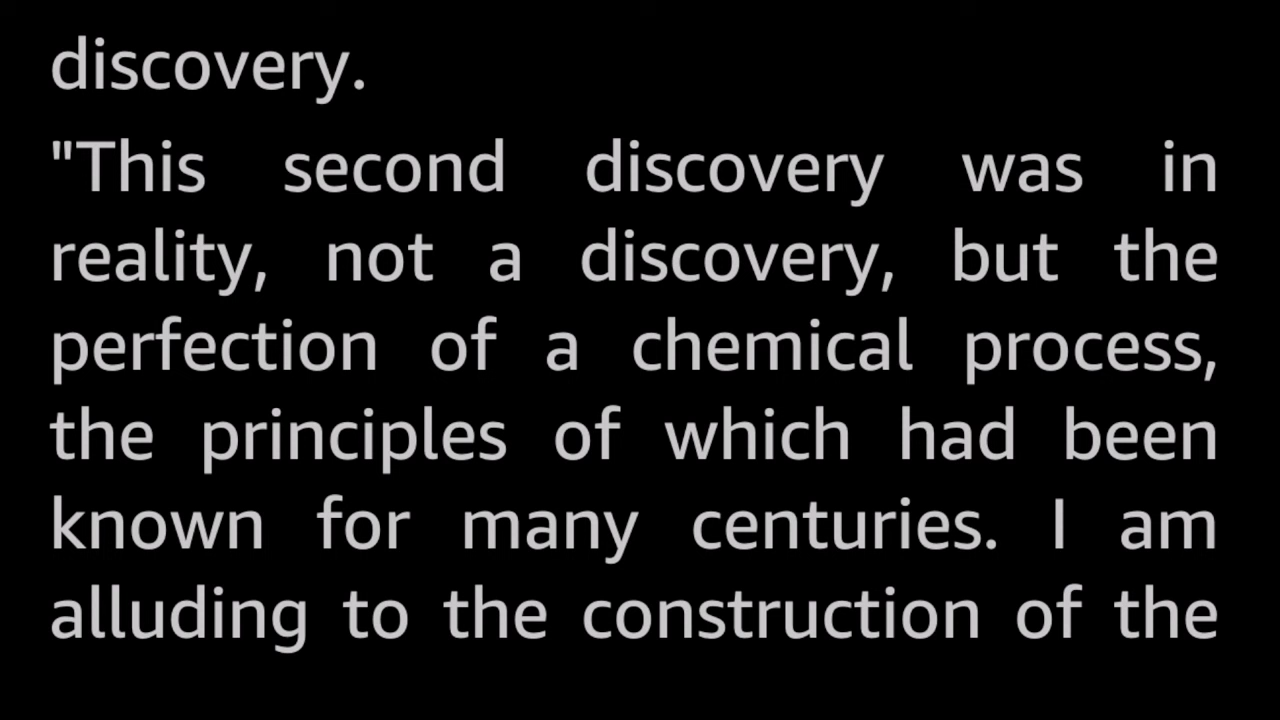 discovery.
"This second discovery was in
reality, not a discovery, but the
perfection of a chemical process,
the principles of which had been
known for many centuries. I am
alluding to the construction of the